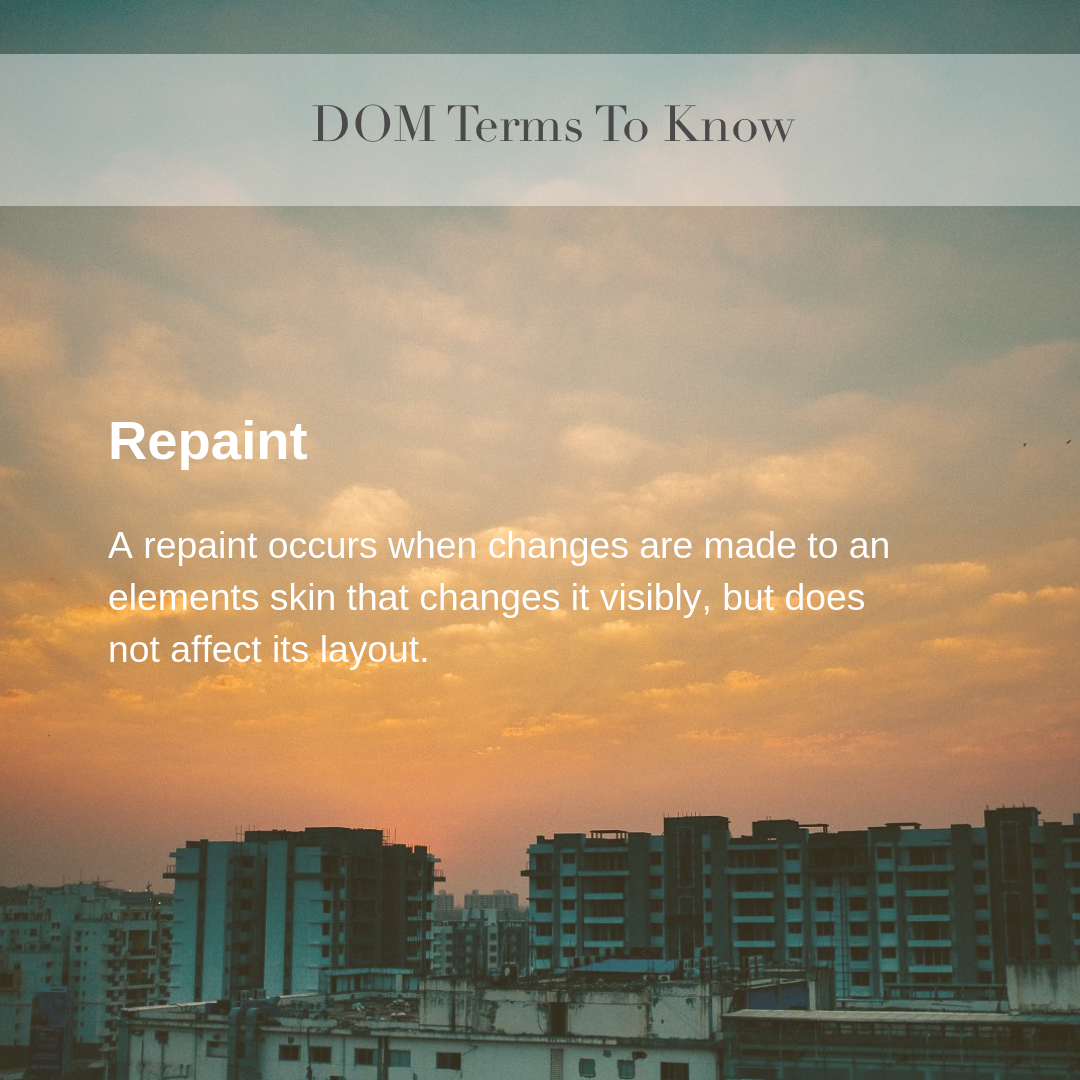 DOM Terms To Know
Repaint
A repaint occurs when changes are made to an
elements skin that changes it visibly, but does
not affect its layout.